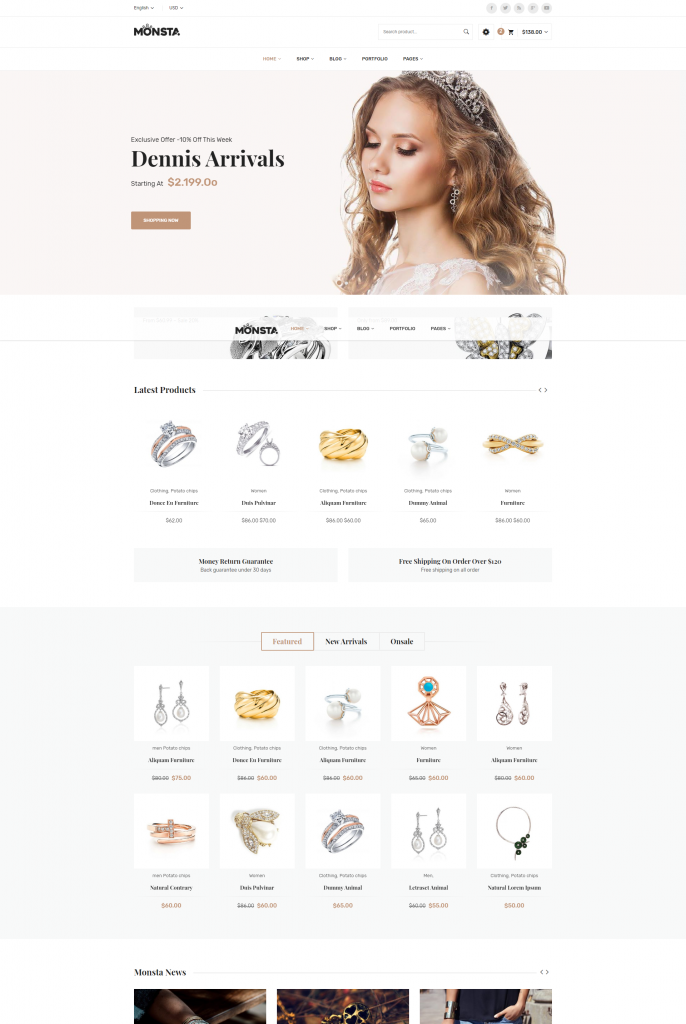 English USD
MONSTA.
Search product...
2 $138.00
HOME SHOP BLOG PORTFOLIO PAGES
Exclusive Offer -10% Off This Week
Dennis Arrivals
Starting At $2.199.0o
SHOPPING NOW
MONSTA. HOME SHOP BLOG PORTFOLIO PAGES
Latest Products
Clothing, Potato chips Women Clothing, Potato chips Clothing, Potato chips Women
Donec Eu Furniture Duis Pulvinar Aliquam Furniture Dummy Animal Furniture
$62.00 $86.00 $70.00 $86.00 $60.00 $65.00 $86.00 $60.00
Money Return Guarantee Free Shipping On Order Over $120
Back guarantee under 30 days Free shipping on all order
Featured New Arrivals Onsale
men Potato chips Clothing, Potato chips Clothing, Potato chips Women Women
Aliquam Furniture Donec Eu Furniture Aliquam Furniture Furniture Aliquam Furniture
$80.00 $75.00 $86.00 $60.00 $86.00 $60.00 $65.00 $60.00 $80.00 $60.00
men Potato chips Women Clothing, Potato chips Men, Clothing, Potato chips
Natural Contrary Duis Pulvinar Dummy Animal Letraset Animal Natural Lorem Ipsum
$60.00 $86.00 $60.00 $65.00 $60.00 $55.00 $50.00
Monsta News